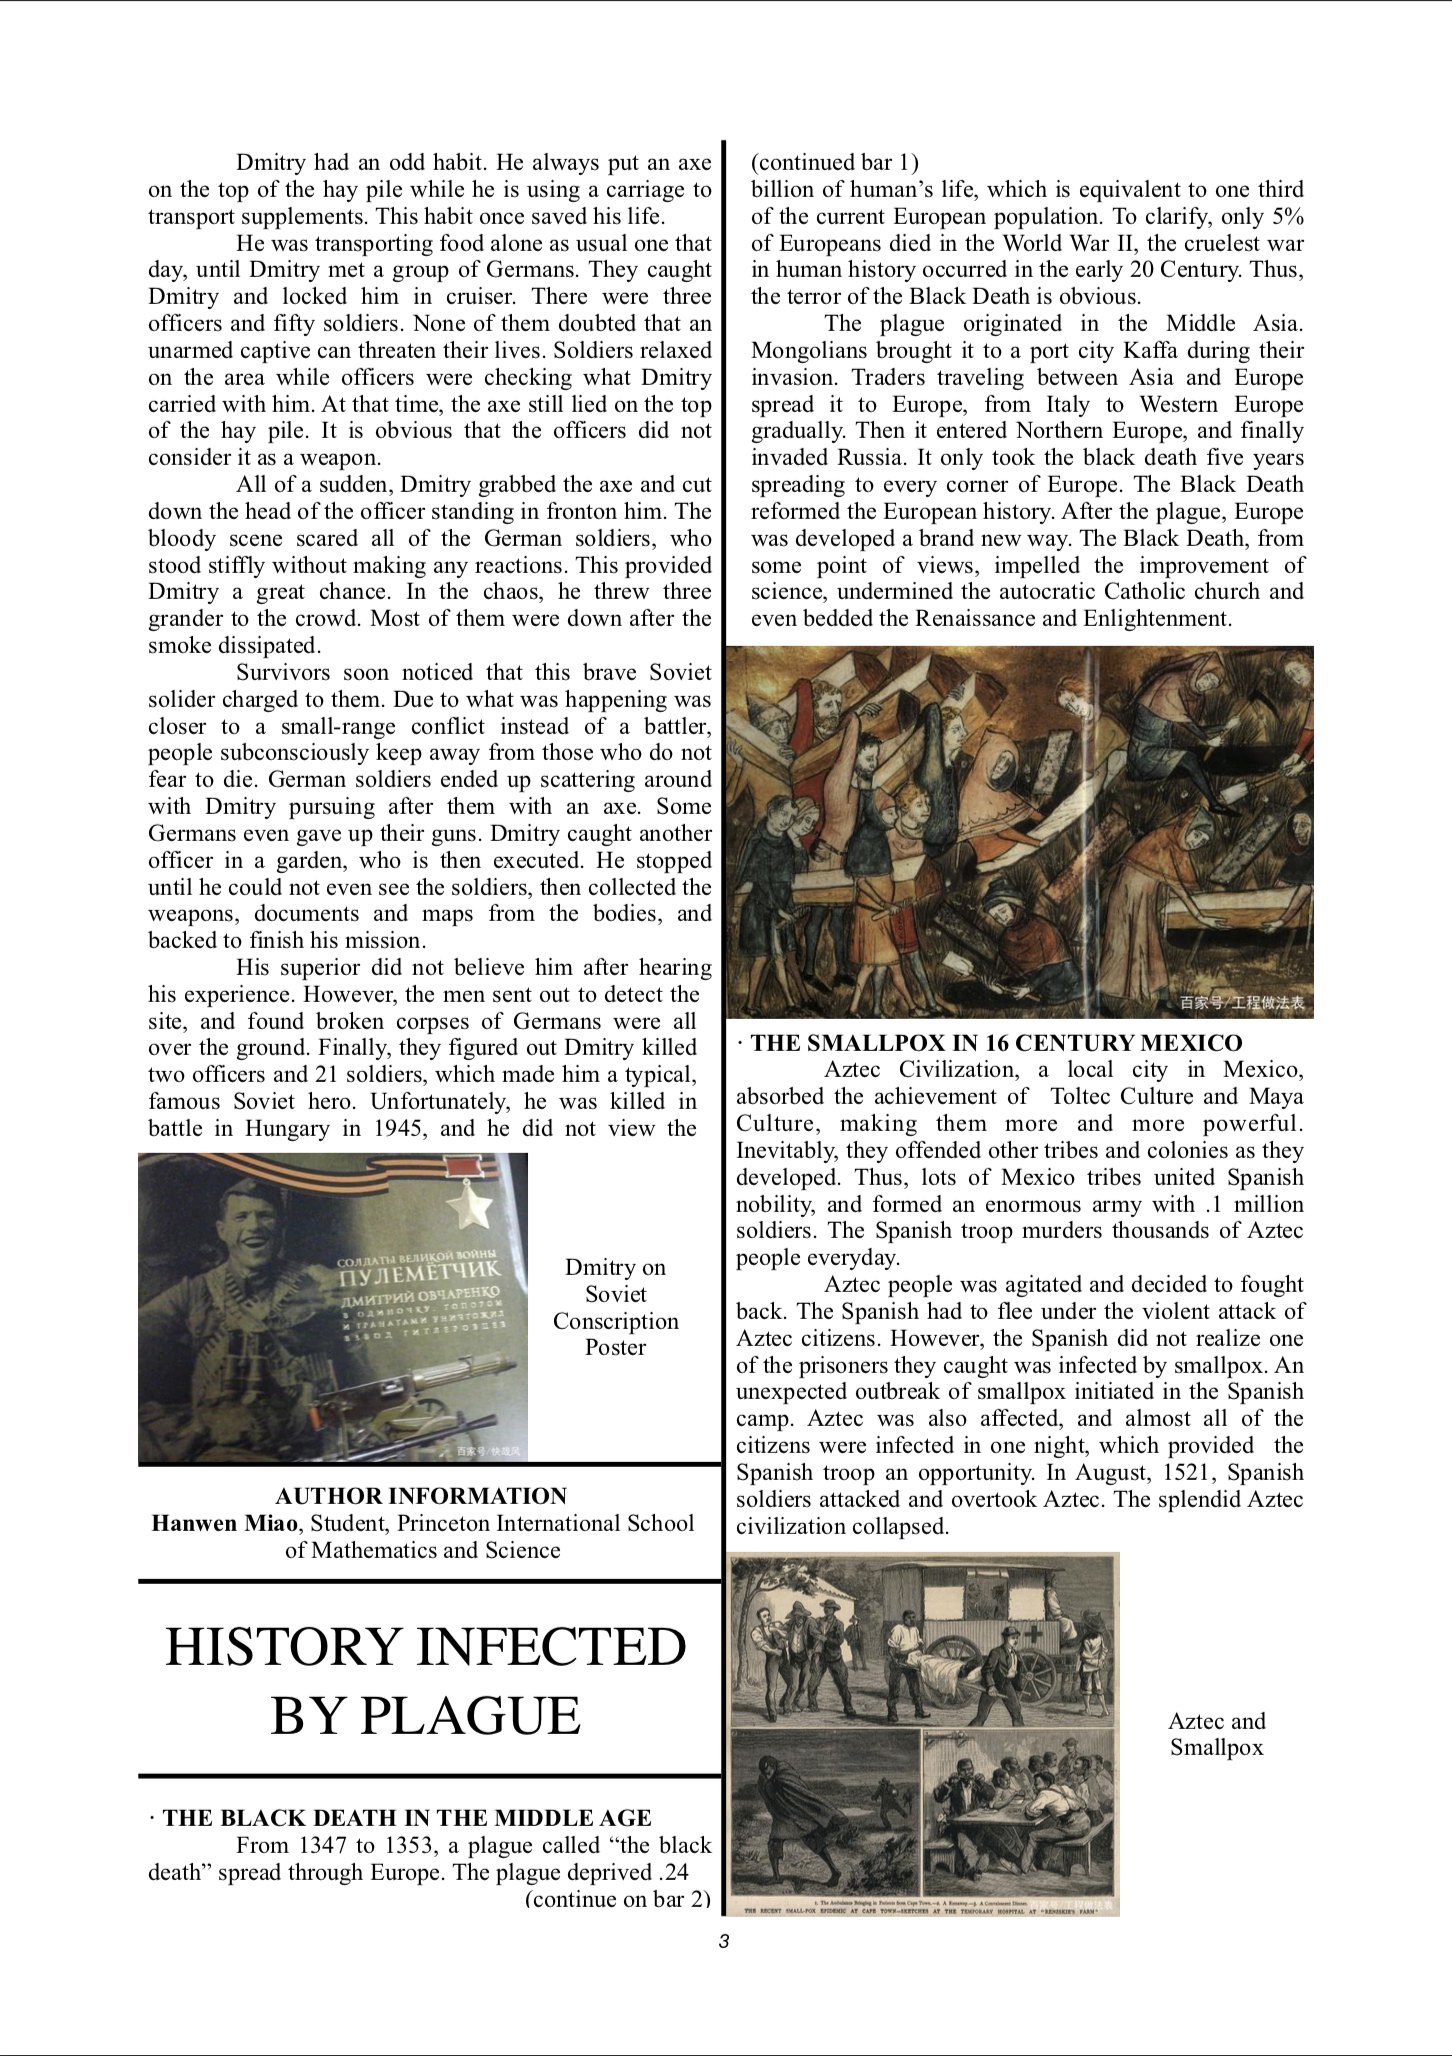 Dmitry had an odd habit. He always put an axe
on the top of the hay pile while he is using a carriage to
transport supplements. This habit once saved his life.
He was transporting food alone as usual one that
day, until Dmitry met a group of Germans. They caught
Dmitry and locked him in cruiser. There were three
officers and fifty soldiers. None of them doubted that an
unarmed captive can threaten their lives. Soldiers relaxed
on the area while officers were checking what Dmitry
carried with him. At that time, the axe still lied on the top
of the hay pile. It is obvious that the officers did not
consider it as a weapon.
All of a sudden, Dmitry grabbed the axe and cut
down the head of the officer standing in fronton him. The
bloody scene scared all of the German soldiers, who
stood stiffly without making any reactions. This provided
Dmitry a great chance. In the chaos, he threw three
grander to the crowd. Most of them were down after the
smoke dissipated.
Survivors soon noticed that this brave Soviet
solider charged to them. Due to what was happening was
closer to a small-range conflict instead of a battler,
people subconsciously keep away from those who do not
fear to die. German soldiers ended up scattering around
with Dmitry pursuing after them with an axe. Some
Germans even gave up their guns. Dmitry caught another
officer in a garden, who is then executed. He stopped
until he could not even see the soldiers, then collected the
weapons, documents and maps from the bodies, and
backed to finish his mission.
His superior did not believe him after hearing
his experience. However, the men sent out to detect the
site, and found broken corpses of Germans were all
over the ground. Finally, they figured out Dmitry killed
two officers and 21 soldiers, which made him a typical,
famous Soviet hero. Unfortunately, he was killed in
battle in Hungary in 1945, and he did not view the
СОЛДАТЫ ВЕЛИКОЙ ВОЙНЫ
ПУЛЕМЁТЧИК
ДМИТРИЙ ОВЧАРЕНКО
В ОДИНОЧКУ, ТОПОРОМ
И ГРАНАТАМИ УНИЧТОЖИЛ
ВЗВОД ГИТЛЕРОВЦЕВ
百家号/快哉风
Dmitry on
Soviet
Conscription
Poster
AUTHOR INFORMATION
Hanwen Miao, Student, Princeton International School
of Mathematics and Science
HISTORY INFECTED
BY PLAGUE
· THE BLACK DEATH IN THE MIDDLE AGE
From 1347 to 1353, a plague called “the black
death” spread through Europe. The plague deprived .24
(continue on bar 2)
(continued bar 1)
billion of human’s life, which is equivalent to one third
of the current European population. To clarify, only 5%
of Europeans died in the World War II, the cruelest war
in human history occurred in the early 20 Century. Thus,
the terror of the Black Death is obvious.
The plague originated in the Middle Asia.
Mongolians brought it to a port city Kaffa during their
invasion. Traders traveling between Asia and Europe
spread it to Europe, from Italy to Western Europe
gradually. Then it entered Northern Europe, and finally
invaded Russia. It only took the black death five years
spreading to every corner of Europe. The Black Death
reformed the European history. After the plague, Europe
was developed a brand new way. The Black Death, from
some point of views, impelled the improvement of
science, undermined the autocratic Catholic church and
even bedded the Renaissance and Enlightenment.
百家号/工程做法表
· THE SMALLPOX IN 16 CENTURY MEXICO
Aztec Civilization, a local city in Mexico,
absorbed the achievement of Toltec Culture and Maya
Culture, making them more and more powerful.
Inevitably, they offended other tribes and colonies as they
developed. Thus, lots of Mexico tribes united Spanish
nobility, and formed an enormous army with .1 million
soldiers. The Spanish troop murders thousands of Aztec
people everyday.
Aztec people was agitated and decided to fought
back. The Spanish had to flee under the violent attack of
Aztec citizens. However, the Spanish did not realize one
of the prisoners they caught was infected by smallpox. An
unexpected outbreak of smallpox initiated in the Spanish
camp. Aztec was also affected, and almost all of the
citizens were infected in one night, which provided the
Spanish troop an opportunity. In August, 1521, Spanish
soldiers attacked and overtook Aztec. The splendid Aztec
civilization collapsed.
1. The Ambulance Bringing in Patients from Cape Town.—2. A Runaway.—3. A Convalescent Dinner.
THE RECENT SMALL-POX EPIDEMIC AT CAPE TOWN—SKETCHES AT THE TEMPORARY HOSPITAL AT “RENISKIE’S FARM”
Aztec and
Smallpox
3